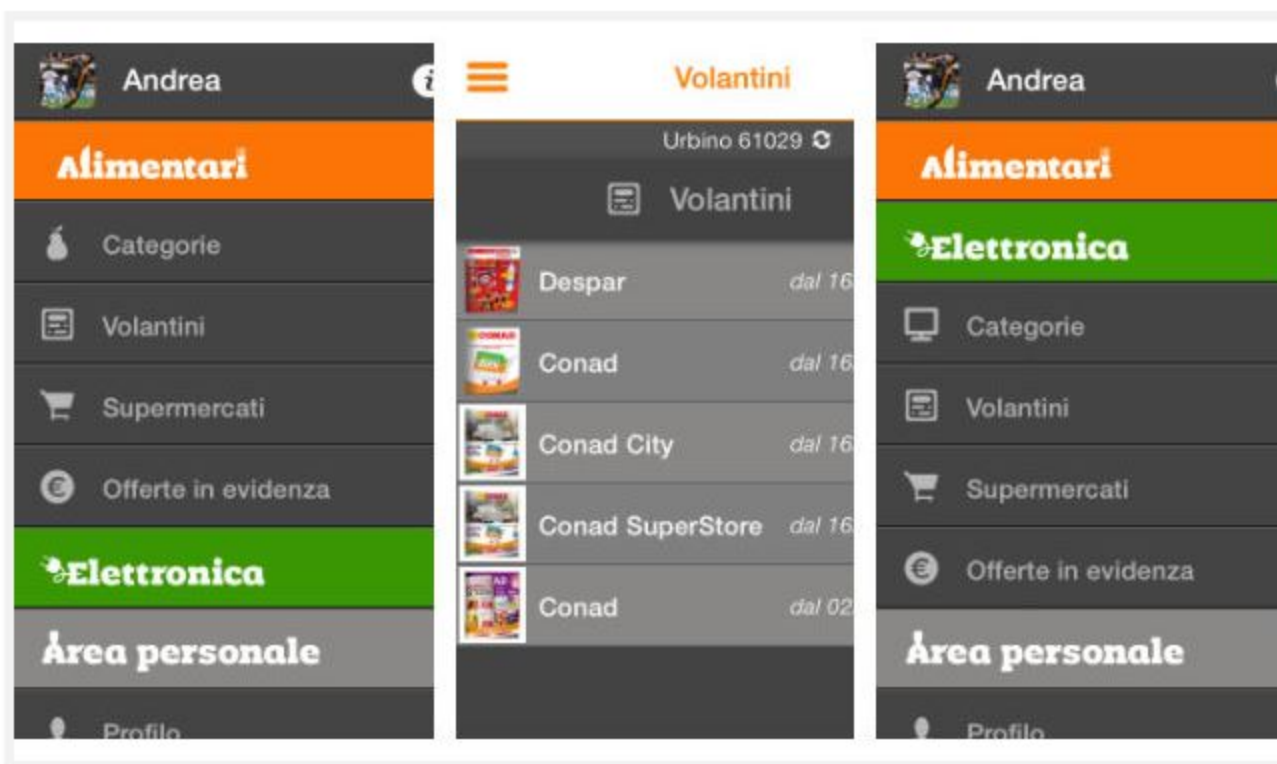 Andrea
Alimentari
Categorie
Volantini
Supermercati
Offerte in evidenza
Elettronica
Area personale
Profilo
Volantini
Urbino 61029
Volantini
Despar dal 16
Conad dal 16
Conad City dal 16
Conad SuperStore dal 16
Conad dal 02
Andrea
Alimentari
Elettronica
Categorie
Volantini
Supermercati
Offerte in evidenza
Area personale
Profilo